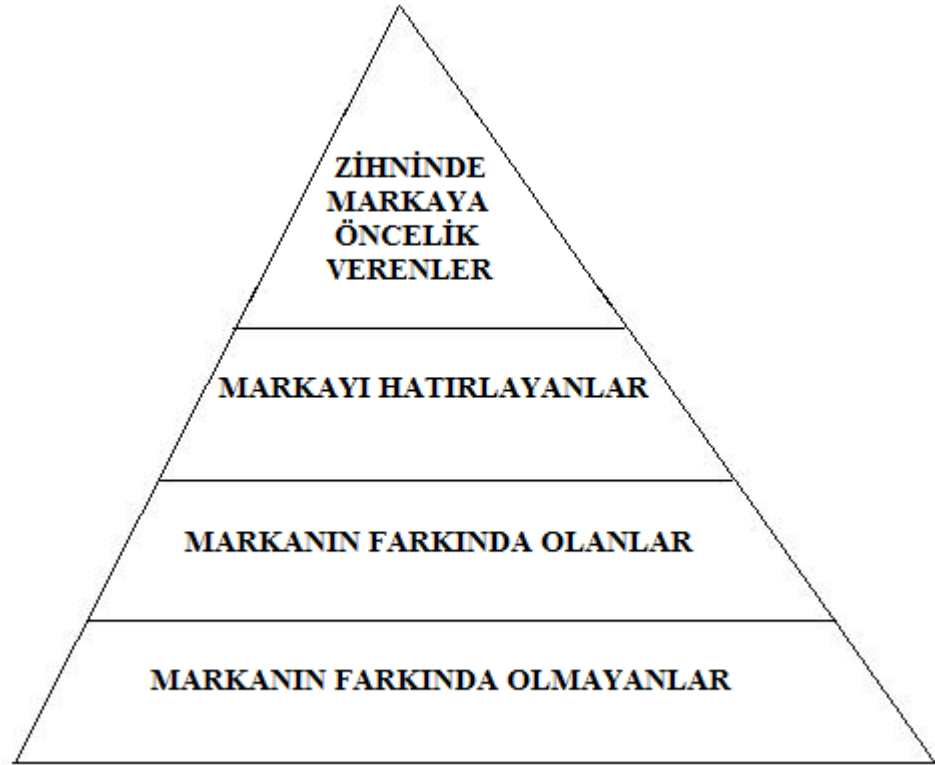 ZİHNİNDE
MARKAYA
ÖNCELİK
VERENLER
MARKAYI HATIRLAYANLAR
MARKANIN FARKINDA OLANLAR
MARKANIN FARKINDA OLMAYANLAR